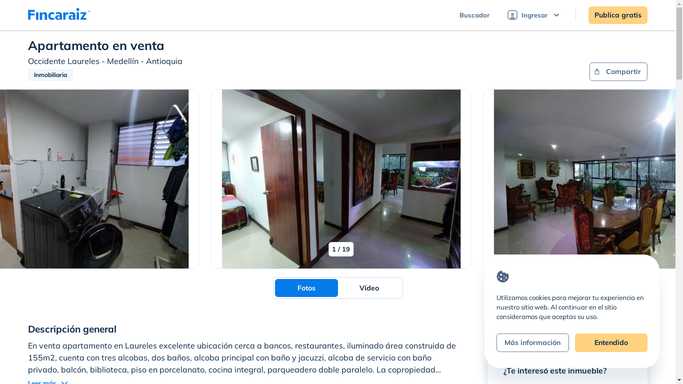 Fincaraiz
Buscador
Ingresar
Publica gratis
Apartamento en venta
Occidente Laureles - Medellín - Antioquia
Inmobiliaria
Compartir
1 / 19
Fotos
Video
Descripción general
En venta apartamento en Laureles excelente ubicación cerca a bancos, restaurantes, iluminado área construida de
155m2, cuenta con tres alcobas, dos baños, alcoba principal con baño y jacuzzi, alcoba de servicio con baño
privado, balcón, biblioteca, piso en porcelanato, cocina integral, parqueadero doble paralelo. La copropiedad...
Leer más
Utilizamos cookies para mejorar tu experiencia en
nuestro sitio web. Al continuar en el sitio
consideramos que aceptas su uso.
Más información
Entendido
¿Te interesó este inmueble?